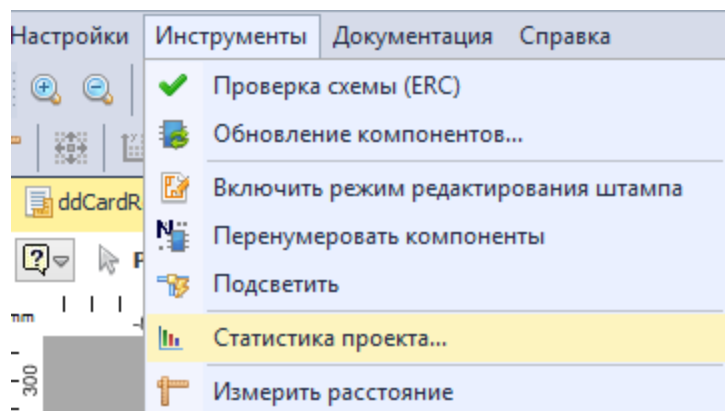 Настройки Инструменты Документация Справка
Проверка схемы (ERC)
Обновление компонентов...
Включить режим редактирования штампа
ddCardR
Перенумеровать компоненты
Подсветить
mm
Статистика проекта...
300
Измерить расстояние